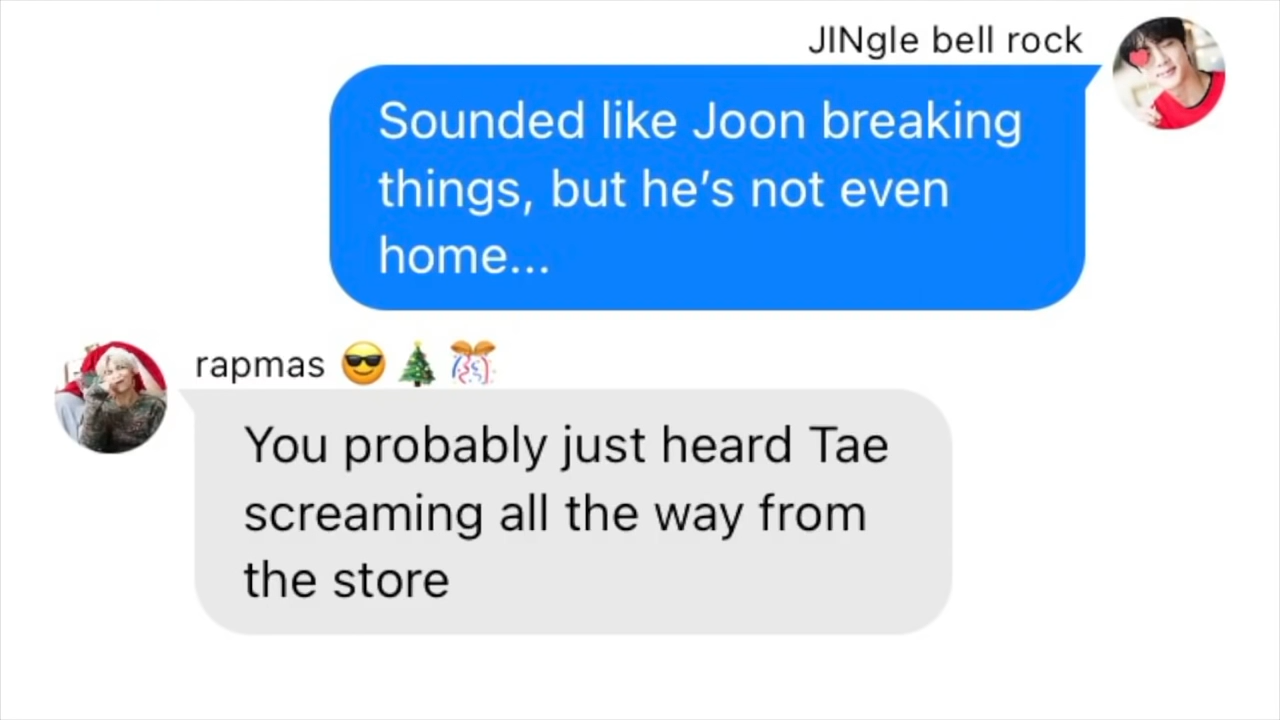 JINgle bell rock
Sounded like Joon breaking
things, but he’s not even
home...
rapmas 😎🎄🎊
You probably just heard Tae
screaming all the way from
the store